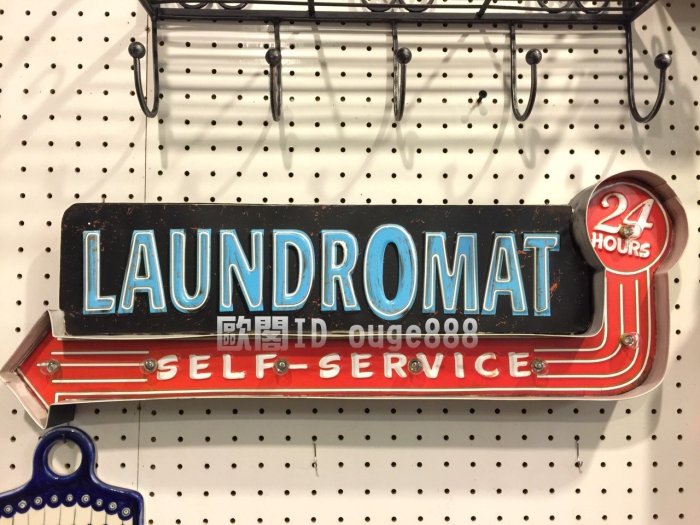 24
HOURS
LAUNDROMAT
歐閣ID ouge888
SELF-SERVICE